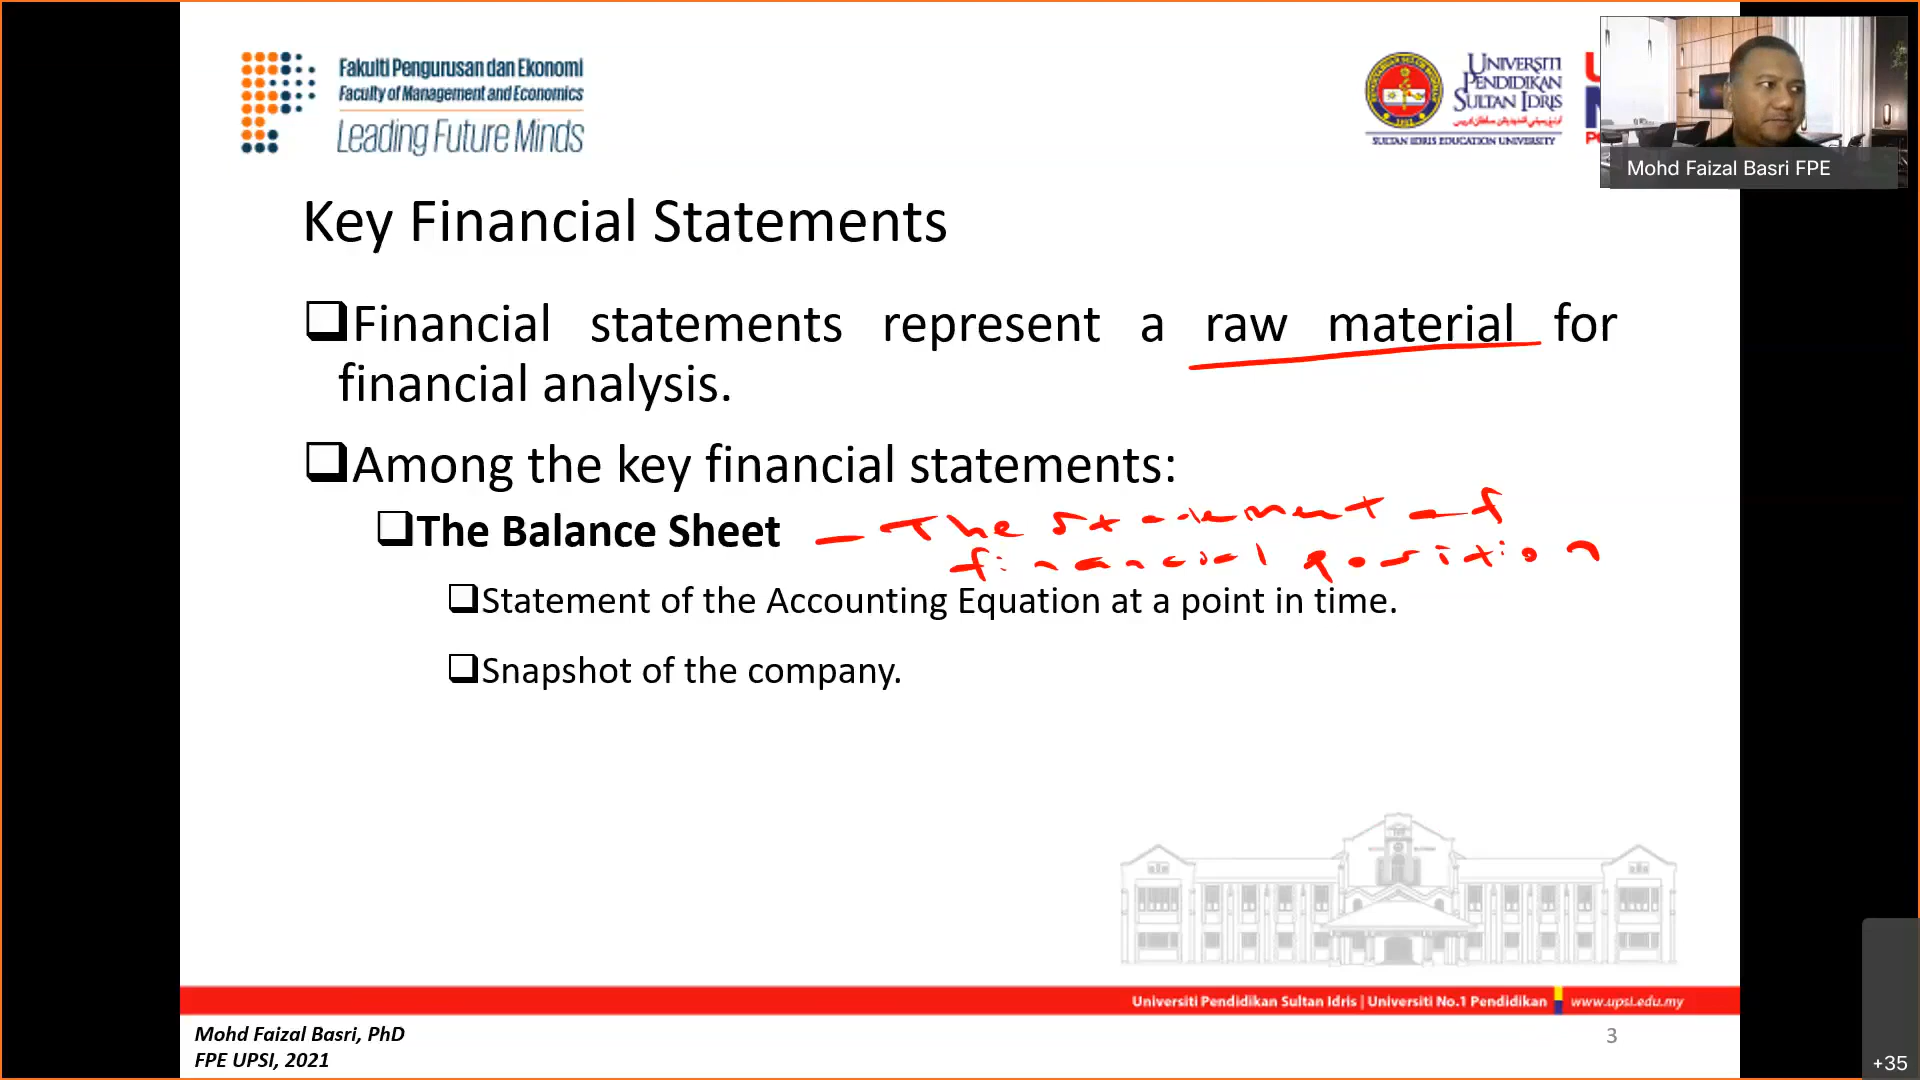 Fakulti Pengurusan dan Ekonomi
Faculty of Management and Economics
Leading Future Minds
UNIVERSITI
PENDIDIKAN
SULTAN IDRIS
SULTAN IDRIS EDUCATION UNIVERSITY
Mohd Faizal Basri FPE
Key Financial Statements
Financial statements represent a raw material for
financial analysis.
Among the key financial statements:
The Balance Sheet – The statement of
financial position
Statement of the Accounting Equation at a point in time.
Snapshot of the company.
Universiti Pendidikan Sultan Idris | Universiti No.1 Pendidikan www.upsi.edu.my
Mohd Faizal Basri, PhD
FPE UPSI, 2021
3
+35